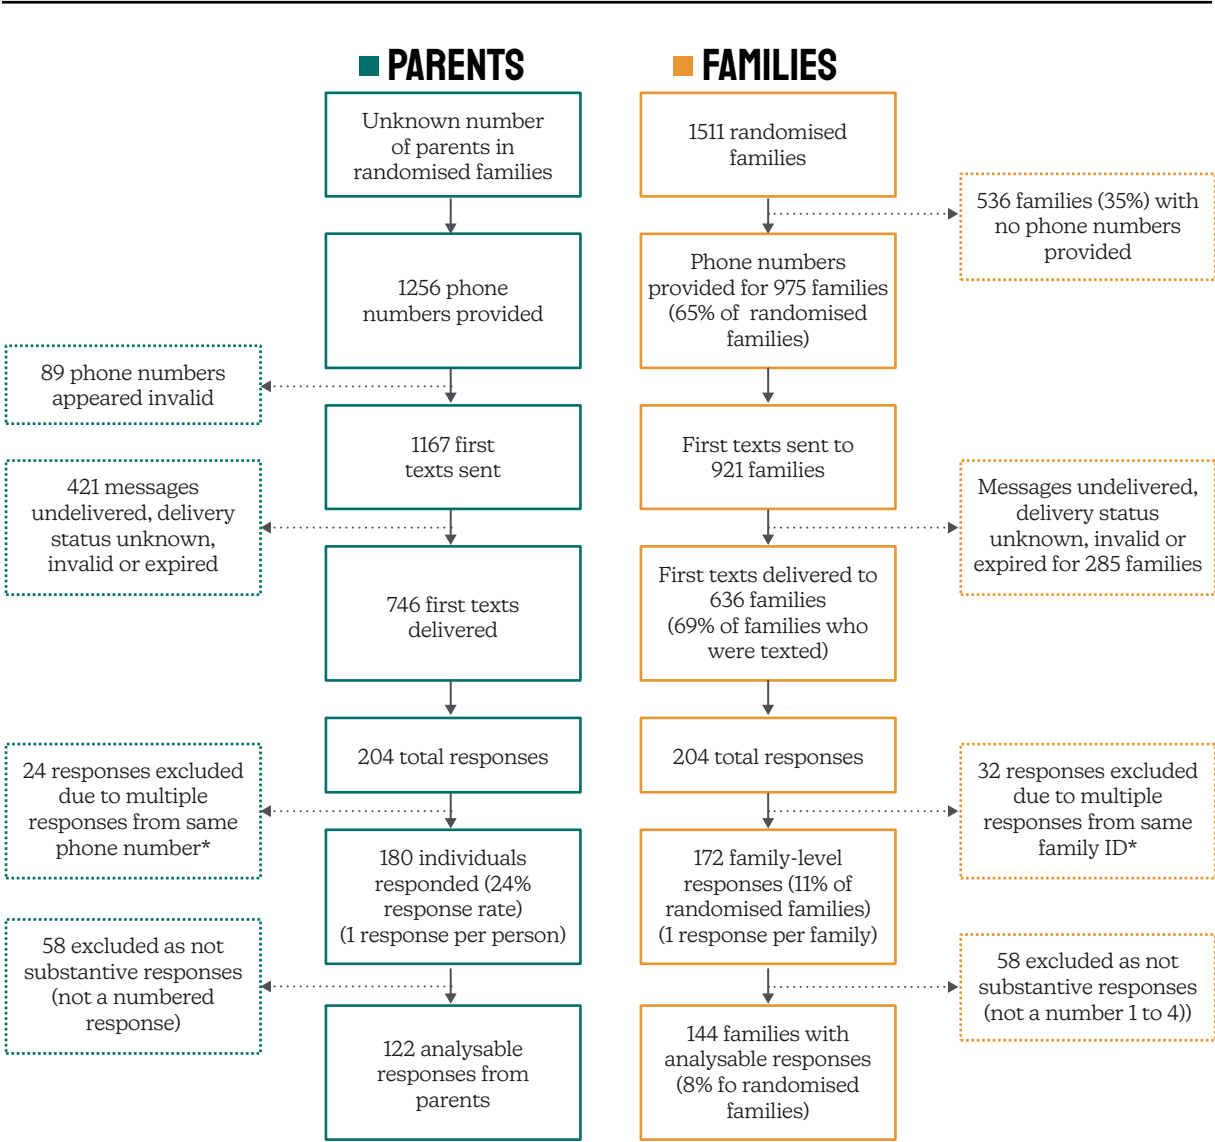 PARENTS
Unknown number
of parents in
randomised families
1256 phone
numbers provided
89 phone numbers
appeared invalid
1167 first
texts sent
421 messages
undelivered, delivery
status unknown,
invalid or expired
746 first texts
delivered
204 total responses
24 responses excluded
due to multiple
responses from same
phone number*
180 individuals
responded (24%
response rate)
(1 response per person)
58 excluded as not
substantive responses
(not a numbered
response)
122 analysable
responses from
parents
FAMILIES
1511 randomised
families
536 families (35%) with
no phone numbers
provided
Phone numbers
provided for 975 families
(65% of randomised
families)
First texts sent to
921 families
Messages undelivered,
delivery status
unknown, invalid or
expired for 285 families
First texts delivered to
636 families
(69% of families who
were texted)
204 total responses
32 responses excluded
due to multiple
responses from same
family ID*
172 family-level
responses (11% of
randomised families)
(1 response per family)
58 excluded as not
substantive responses
(not a number 1 to 4))
144 families with
analysable responses
(8% fo randomised
families)